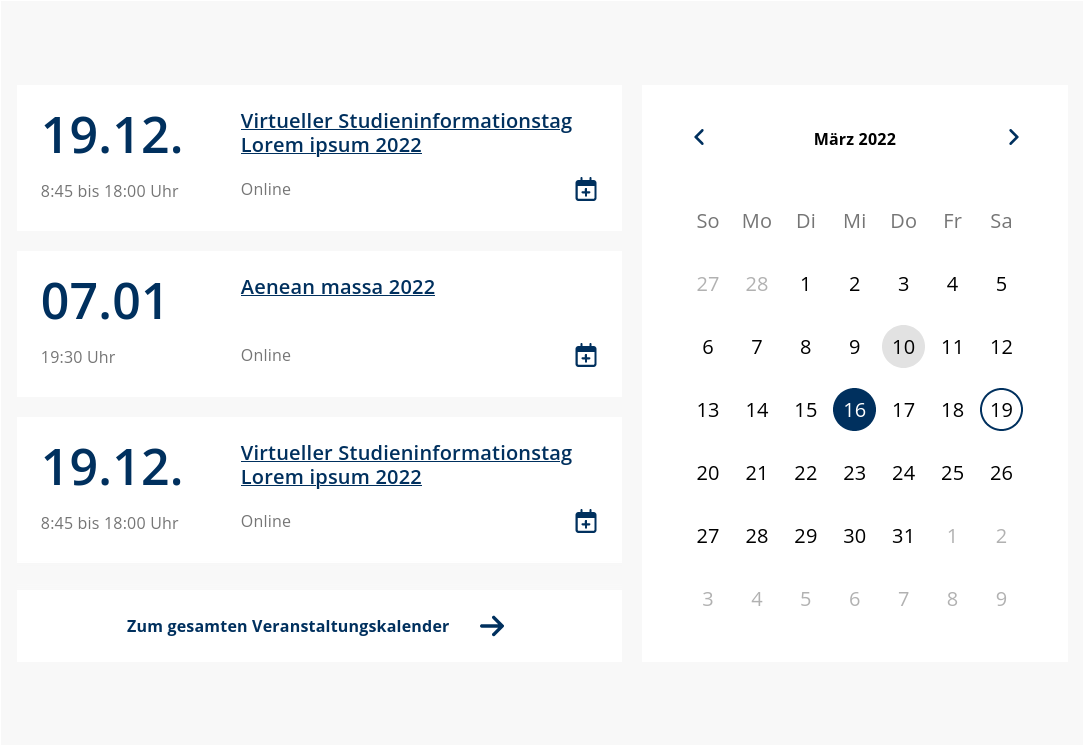 19.12.
Virtueller Studieninformationstag
Lorem ipsum 2022
8:45 bis 18:00 Uhr
Online
07.01
Aenean massa 2022
19:30 Uhr
Online
19.12.
Virtueller Studieninformationstag
Lorem ipsum 2022
8:45 bis 18:00 Uhr
Online
Zum gesamten Veranstaltungskalender
März 2022
So Mo Di Mi Do Fr Sa
27 28 1 2 3 4 5
6 7 8 9 10 11 12
13 14 15 16 17 18 19
20 21 22 23 24 25 26
27 28 29 30 31 1 2
3 4 5 6 7 8 9